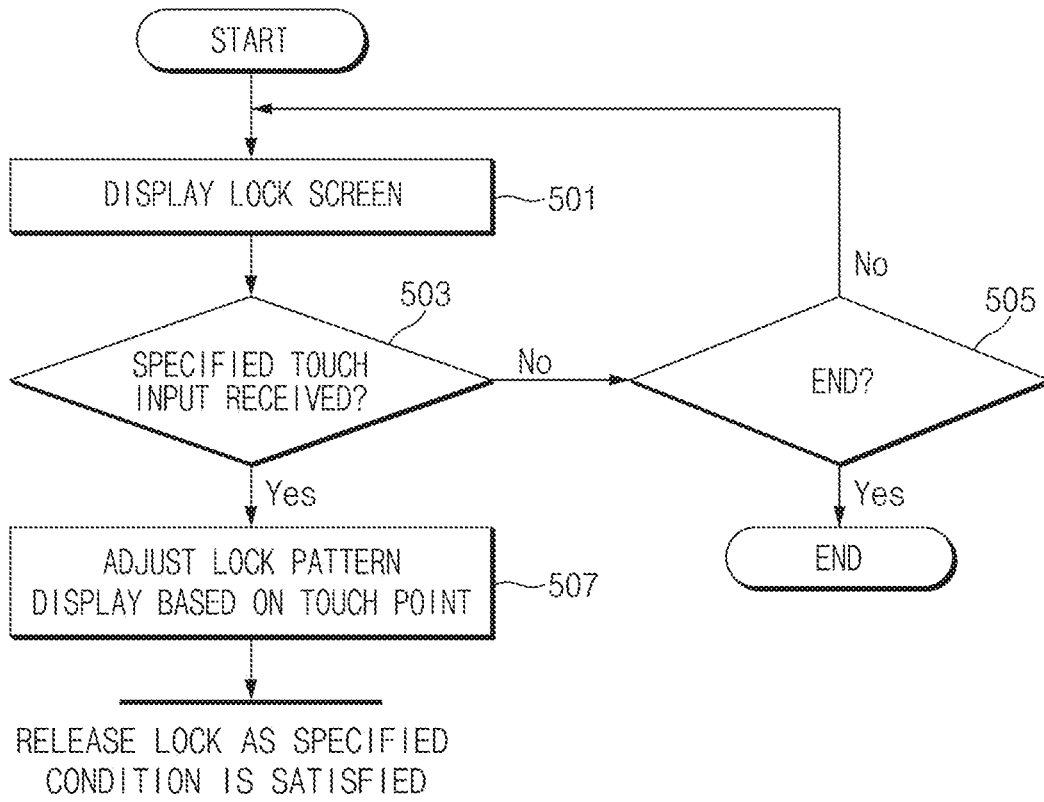 START
DISPLAY LOCK SCREEN
501
No
503
505
SPECIFIED TOUCH
INPUT RECEIVED?
No
END?
Yes
Yes
ADJUST LOCK PATTERN
DISPLAY BASED ON TOUCH POINT
507
END
RELEASE LOCK AS SPECIFIED
CONDITION IS SATISFIED